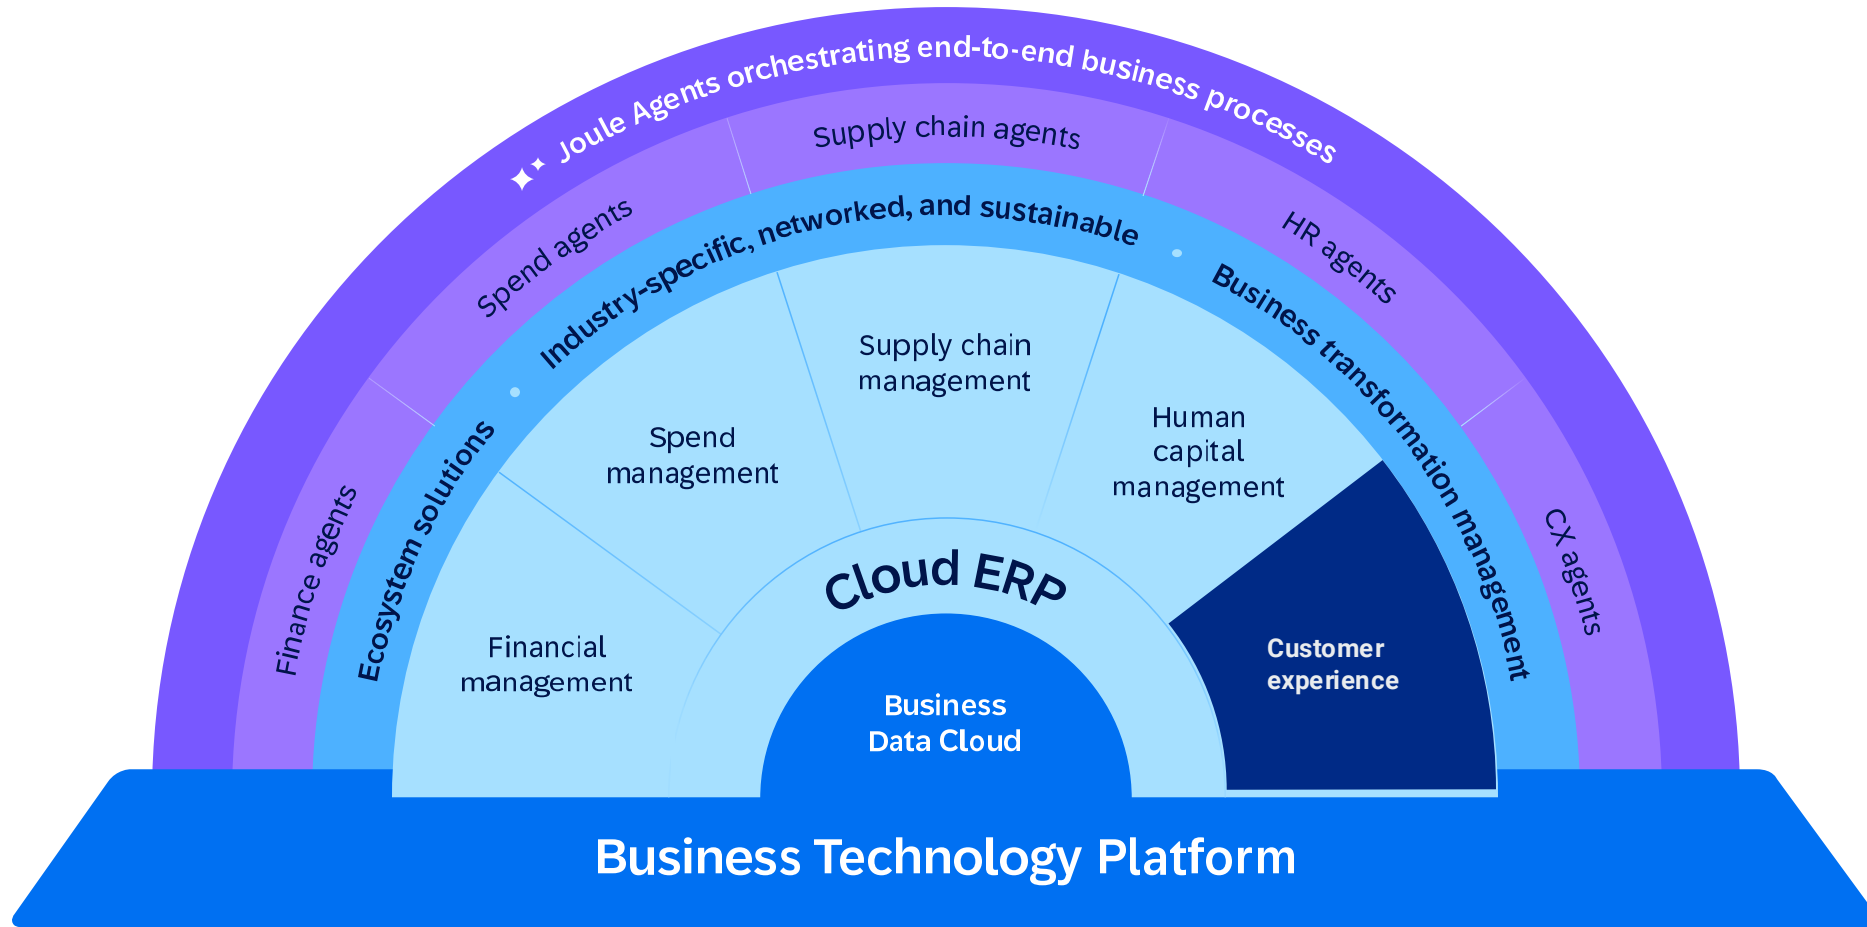 Joule Agents orchestrating end-to-end business processes
Finance agents
Spend agents
Supply chain agents
HR agents
CX agents
Ecosystem solutions
Industry-specific, networked, and sustainable
Business transformation management
Financial
management
Spend
management
Supply chain
management
Human
capital
management
Customer
experience
Cloud ERP
Business
Data Cloud
Business Technology Platform